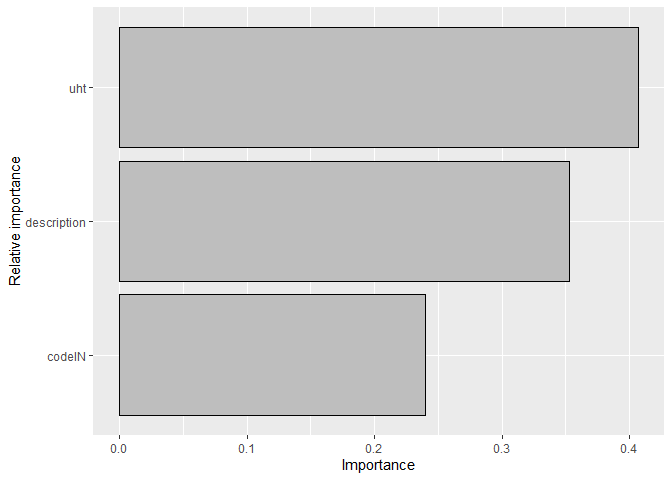 Relative importance
uht
description
codeIN
0.0 0.1 0.2 0.3 0.4
Importance